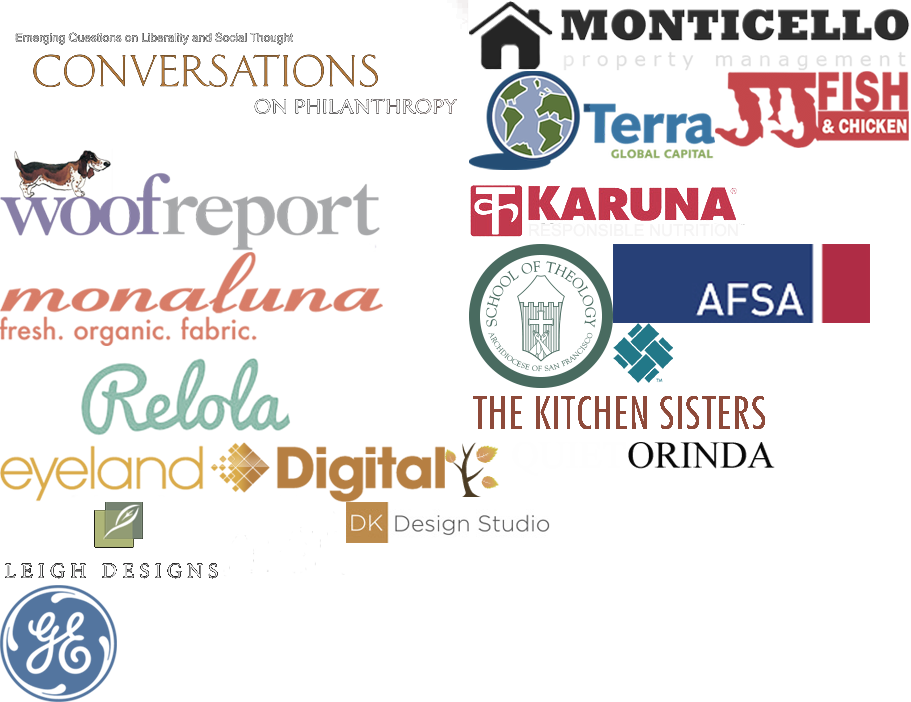 Emerging Questions on Liberality and Social Thought
CONVERSATIONS
ON PHILANTHROPY
MONTICELLO
property management
Terra
GLOBAL CAPITAL
JJ FISH
& CHICKEN
woofreport
क KARUNA®
RESPONSIBLE NUTRITION
monaluna
fresh. organic. fabric.
SCHOOL OF THEOLOGY
ARCHDIOCESE OF SAN FRANCISCO
AFSA
TM
Relola
THE KITCHEN SISTERS
ORINDA
eyeland
Digital
DK Design Studio
LEIGH DESIGNS
GE